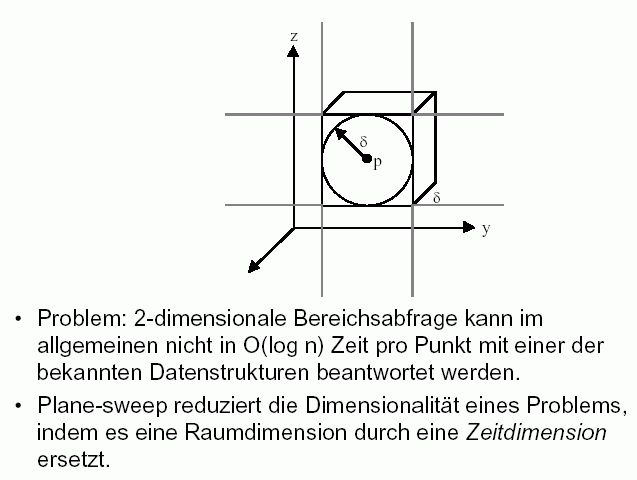 z
δ
p
δ
y
• Problem: 2-dimensionale Bereichsabfrage kann im
allgemeinen nicht in O(log n) Zeit pro Punkt mit einer der
bekannten Datenstrukturen beantwortet werden.
• Plane-sweep reduziert die Dimensionalität eines Problems,
indem es eine Raumdimension durch eine Zeitdimension
ersetzt.